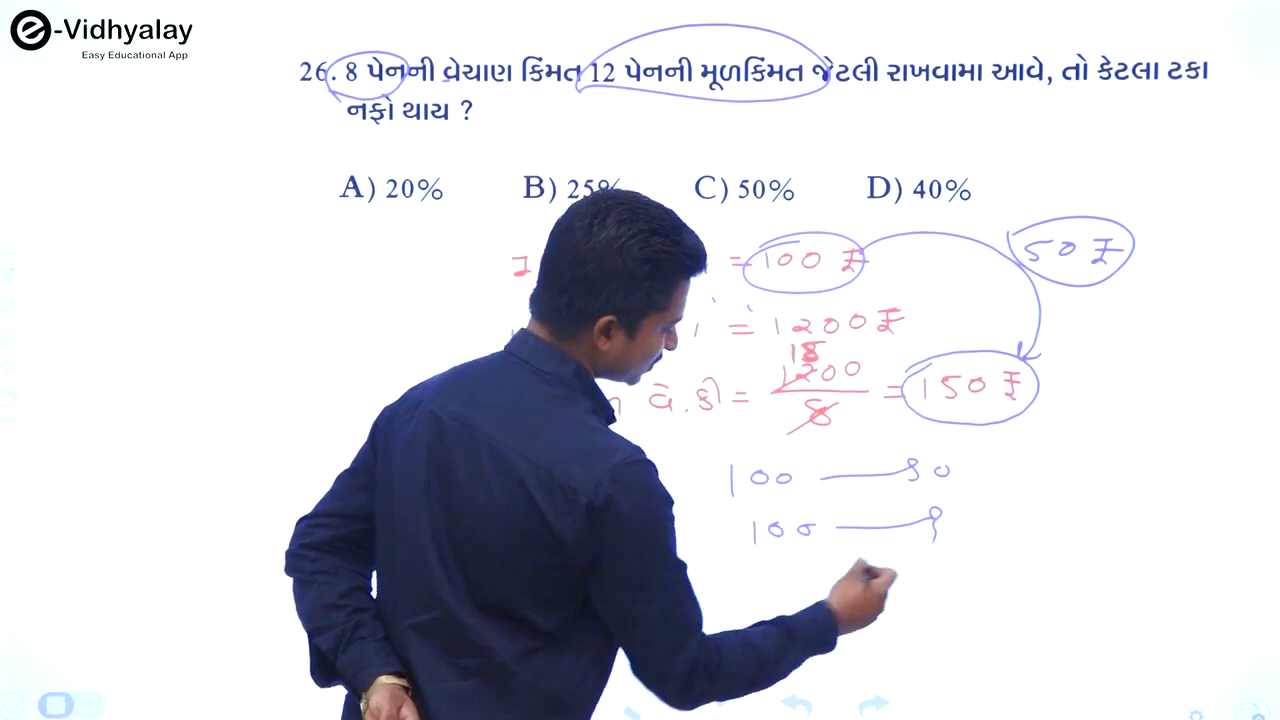 e-Vidhyalay
Easy Educational App
26. 8 પેનની વેચાણ કિંમત 12 પેનની મૂળકિંમત જેટલી રાખવામા આવે, તો કેટલા ટકા
નફો થાય ?
A) 20% B) 25% C) 50% D) 40%
= 100 ₹ 50 ₹
= 1200 ₹
15
વે.કિં = 1200 / 8 = 150 ₹
100
100 ?